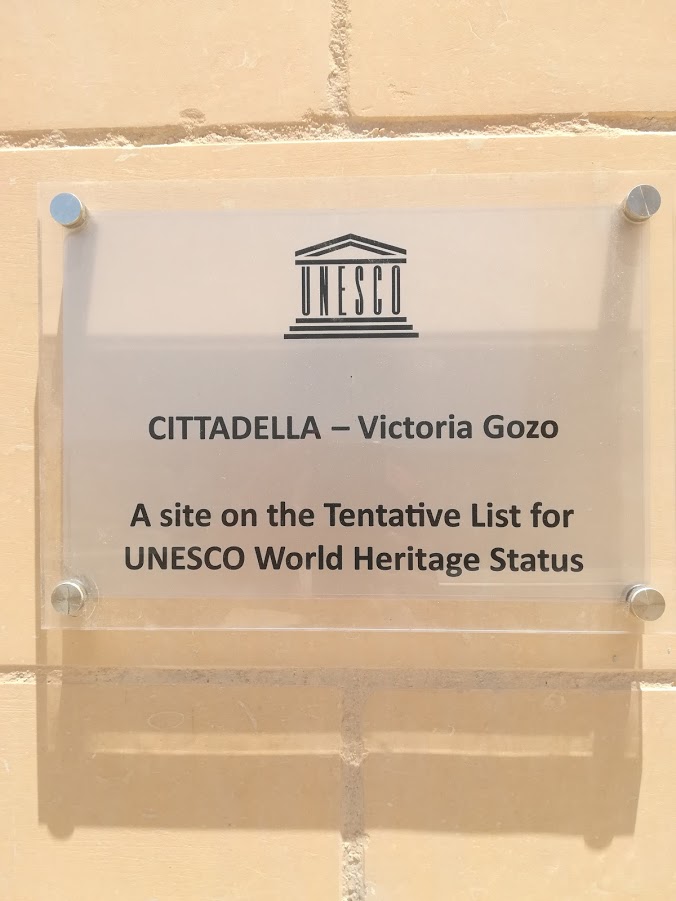 UNESCO
CITTADELLA – Victoria Gozo
A site on the Tentative List for
UNESCO World Heritage Status